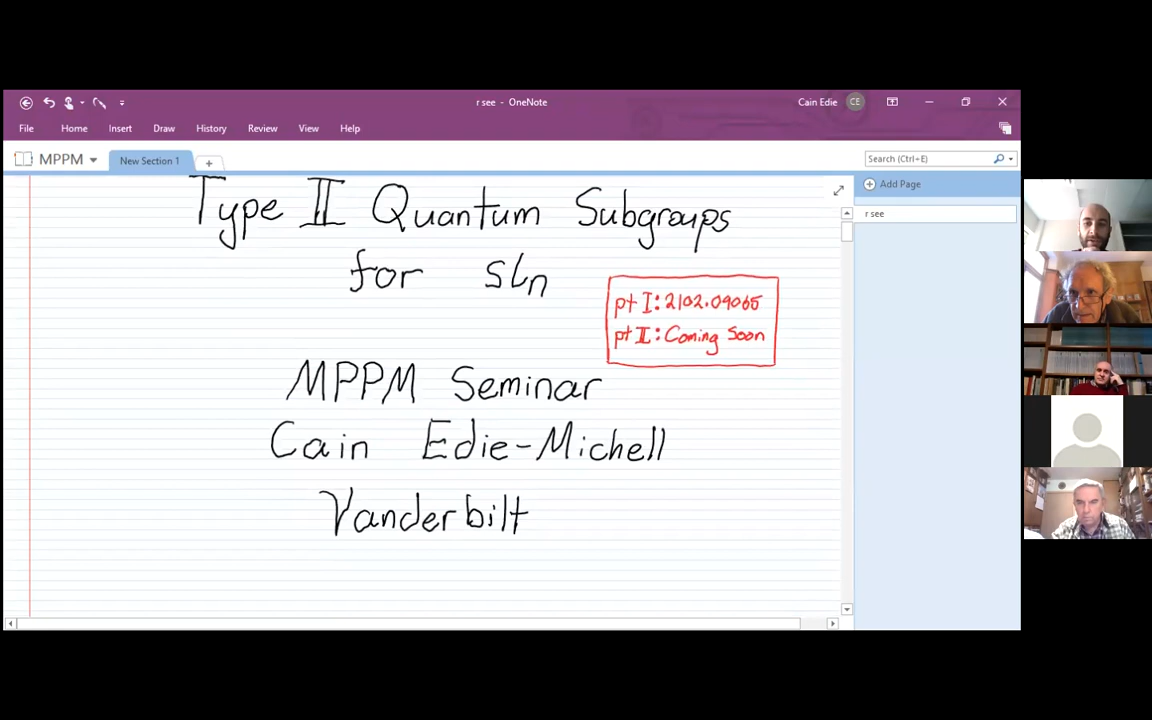 r see - OneNote
Cain Edie CE
File Home Insert Draw History Review View Help
MPPM New Section 1 +
Search (Ctrl+E)
Add Page
r see
Type II Quantum Subgroups
for sln
pt I: 2102.09065
pt II: Coming Soon
MPPM Seminar
Cain Edie-Michell
Vanderbilt